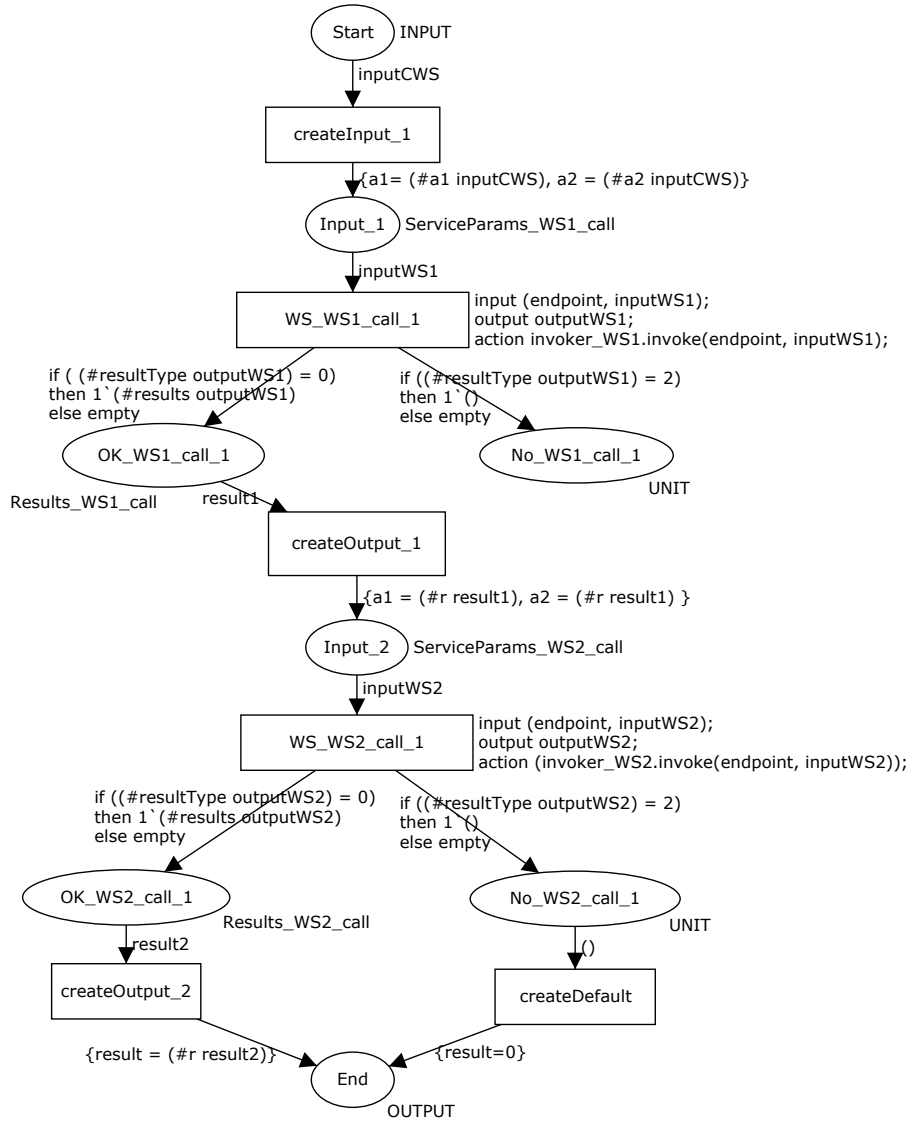 Start INPUT
inputCWS
createInput_1
{a1= (#a1 inputCWS), a2 = (#a2 inputCWS)}
Input_1 ServiceParams_WS1_call
inputWS1
WS_WS1_call_1
input (endpoint, inputWS1);
output outputWS1;
action invoker_WS1.invoke(endpoint, inputWS1);
if ( (#resultType outputWS1) = 0)
then 1`(#results outputWS1)
else empty
if ((#resultType outputWS1) = 2)
then 1`()
else empty
OK_WS1_call_1
No_WS1_call_1
Results_WS1_call
UNIT
result1
createOutput_1
{a1 = (#r result1), a2 = (#r result1) }
Input_2 ServiceParams_WS2_call
inputWS2
WS_WS2_call_1
input (endpoint, inputWS2);
output outputWS2;
action (invoker_WS2.invoke(endpoint, inputWS2));
if ((#resultType outputWS2) = 0)
then 1`(#results outputWS2)
else empty
if ((#resultType outputWS2) = 2)
then 1`()
else empty
OK_WS2_call_1
No_WS2_call_1
Results_WS2_call
UNIT
result2
()
createOutput_2
createDefault
{result = (#r result2)}
{result=0}
End
OUTPUT